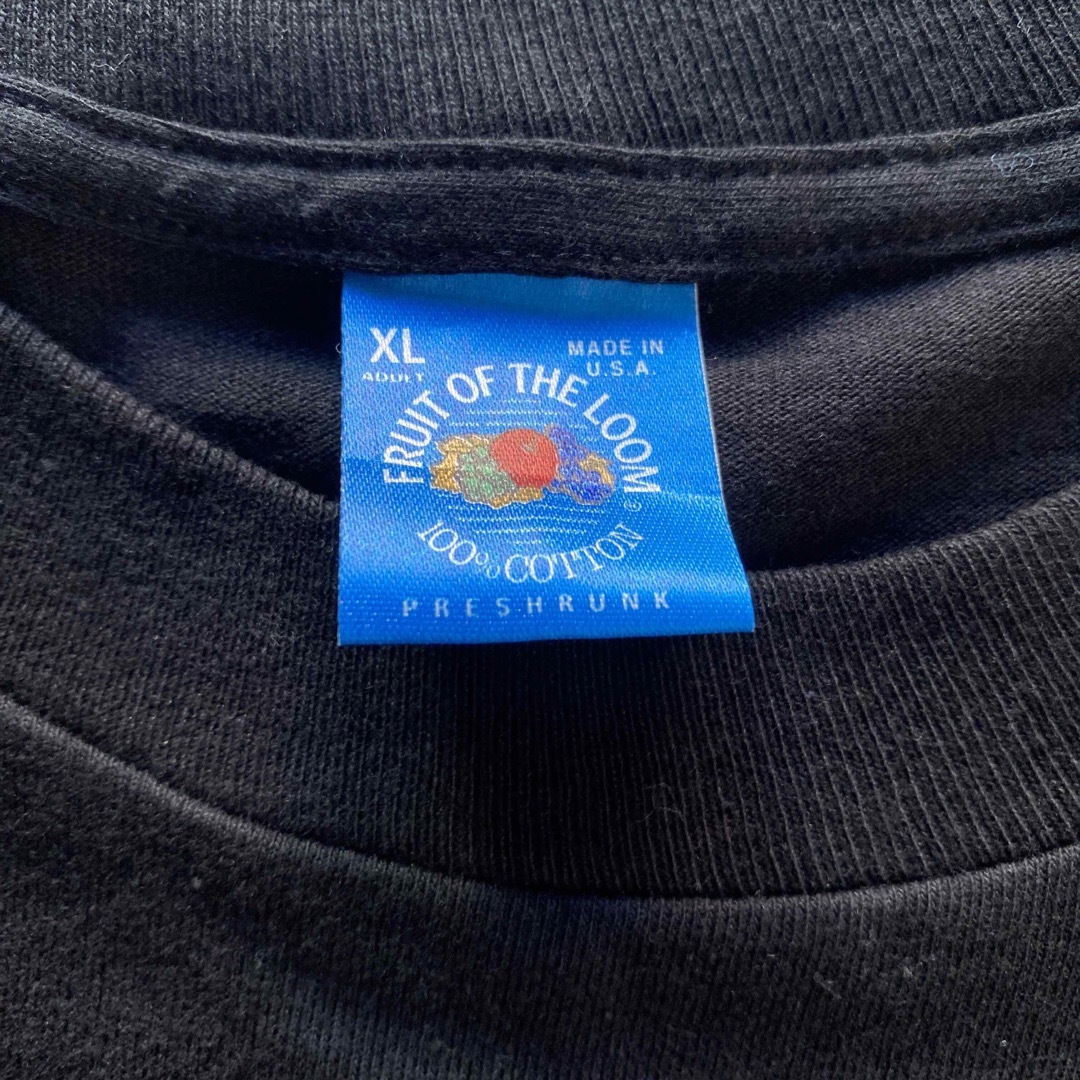 XL
ADULT
MADE IN
U.S.A.
FRUIT OF THE LOOM®
100% COTTON
PRESHRUNK